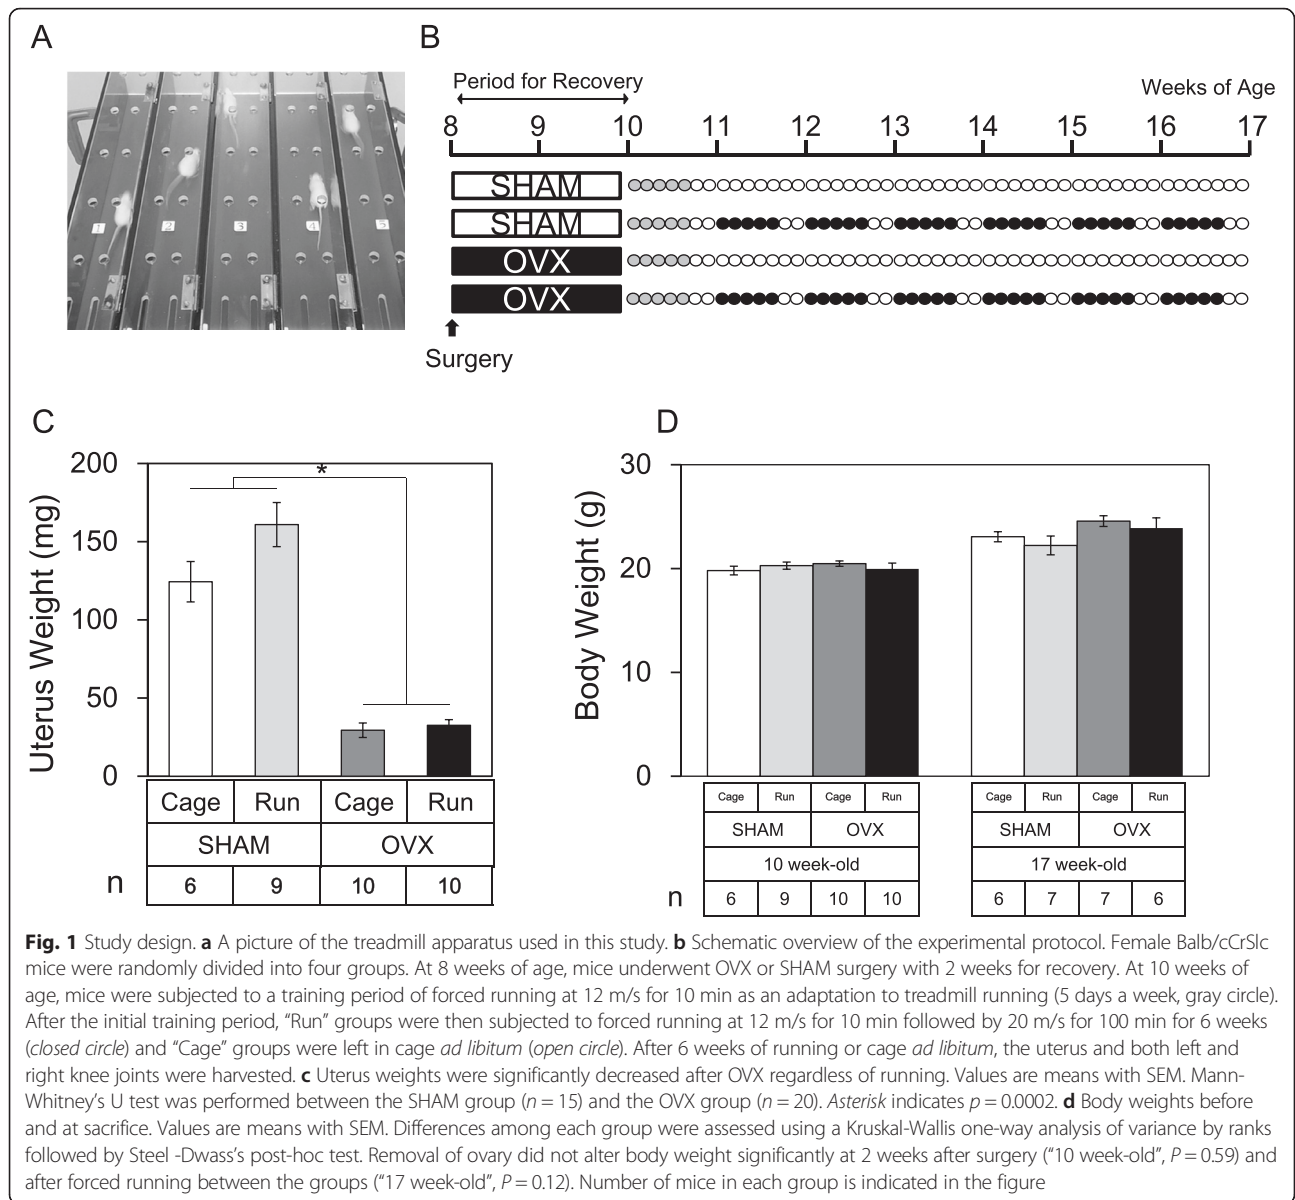 A
B
1
2
3
4
5
Period for Recovery
Weeks of Age
8 9 10 11 12 13 14 15 16 17
SHAM
SHAM
OVX
OVX
Surgery
C
Uterus Weight (mg)
200
150
100
50
0
*
Cage Run Cage Run
SHAM OVX
n 6 9 10 10
D
Body Weight (g)
30
20
10
0
Cage Run Cage Run Cage Run Cage Run
SHAM OVX SHAM OVX
10 week-old 17 week-old
n 6 9 10 10 6 7 7 6
Fig. 1 Study design. a A picture of the treadmill apparatus used in this study. b Schematic overview of the experimental protocol. Female Balb/cCrSlc
mice were randomly divided into four groups. At 8 weeks of age, mice underwent OVX or SHAM surgery with 2 weeks for recovery. At 10 weeks of
age, mice were subjected to a training period of forced running at 12 m/s for 10 min as an adaptation to treadmill running (5 days a week, gray circle).
After the initial training period, “Run” groups were then subjected to forced running at 12 m/s for 10 min followed by 20 m/s for 100 min for 6 weeks
(closed circle) and “Cage” groups were left in cage ad libitum (open circle). After 6 weeks of running or cage ad libitum, the uterus and both left and
right knee joints were harvested. c Uterus weights were significantly decreased after OVX regardless of running. Values are means with SEM. Mann-
Whitney’s U test was performed between the SHAM group (n = 15) and the OVX group (n = 20). Asterisk indicates p = 0.0002. d Body weights before
and at sacrifice. Values are means with SEM. Differences among each group were assessed using a Kruskal-Wallis one-way analysis of variance by ranks
followed by Steel -Dwass’s post-hoc test. Removal of ovary did not alter body weight significantly at 2 weeks after surgery (“10 week-old”, P = 0.59) and
after forced running between the groups (“17 week-old”, P = 0.12). Number of mice in each group is indicated in the figure